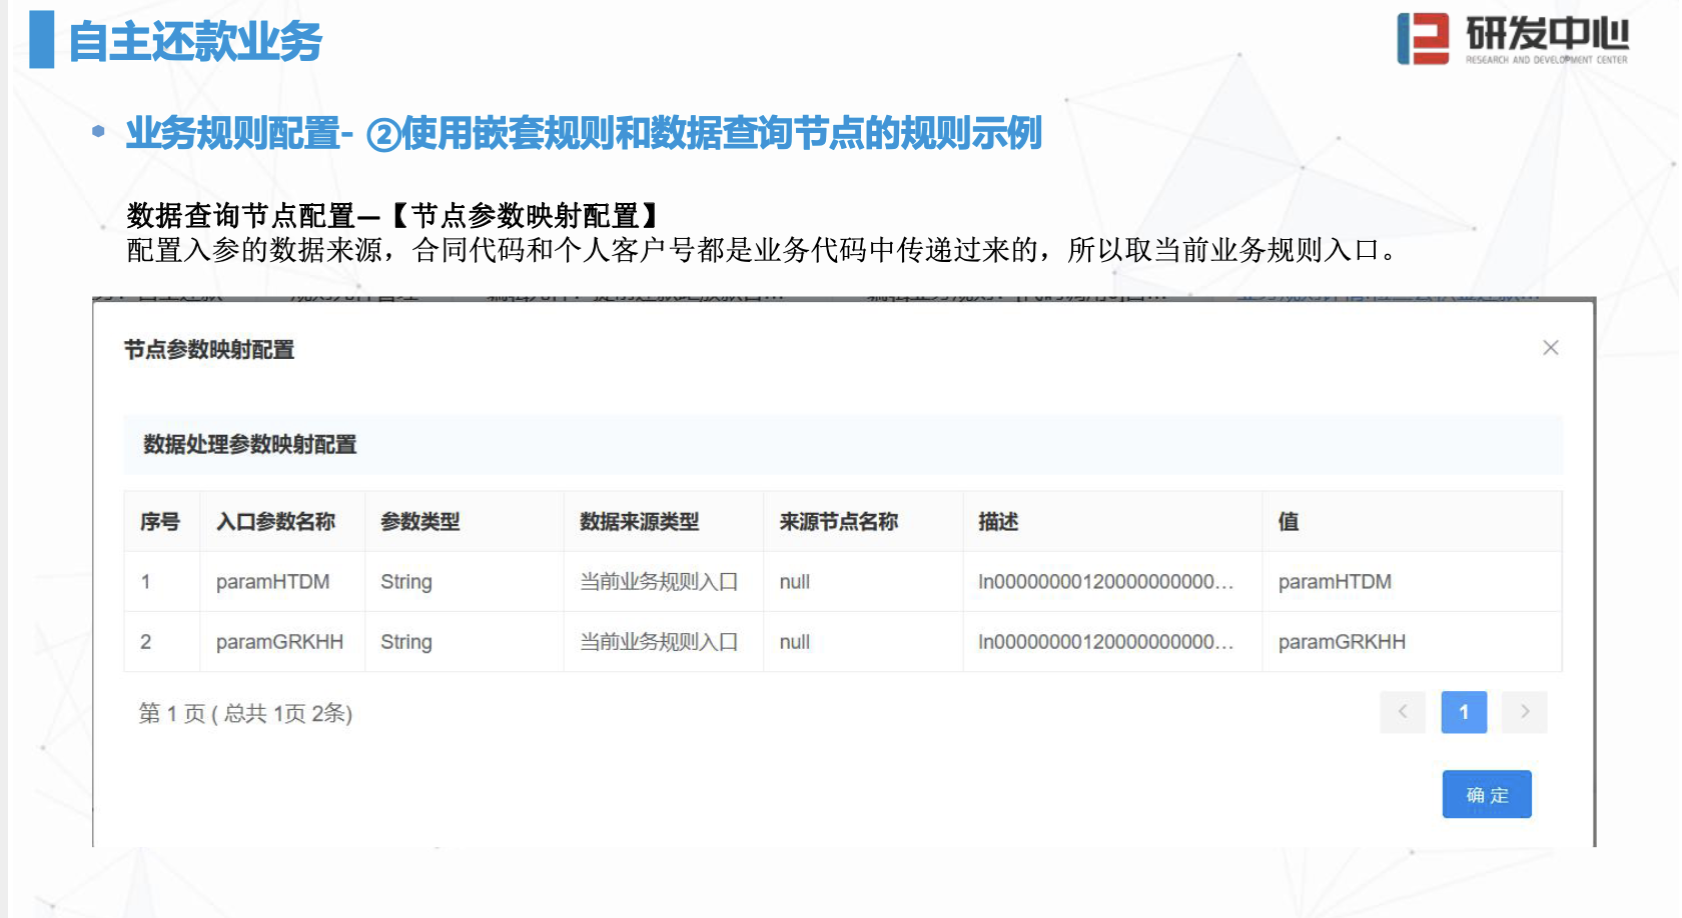 自主还款业务
研发中心
RESEARCH AND DEVELOPMENT CENTER
业务规则配置- ②使用嵌套规则和数据查询节点的规则示例
数据查询节点配置—【节点参数映射配置】
配置入参的数据来源，合同代码和个人客户号都是业务代码中传递过来的，所以取当前业务规则入口。
节点参数映射配置
数据处理参数映射配置
序号 入口参数名称 参数类型 数据来源类型 来源节点名称 描述 值
1 paramHTDM String 当前业务规则入口 null In00000000120000000000... paramHTDM
2 paramGRKHH String 当前业务规则入口 null In00000000120000000000... paramGRKHH
第 1 页 ( 总共 1页 2条)
1
确 定